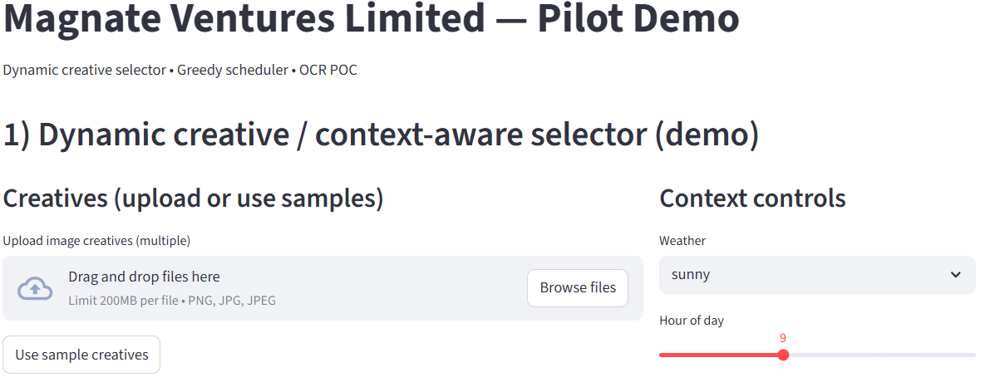 Magnate Ventures Limited — Pilot Demo
Dynamic creative selector • Greedy scheduler • OCR POC
1) Dynamic creative / context-aware selector (demo)
Creatives (upload or use samples)
Upload image creatives (multiple)
Drag and drop files here
Limit 200MB per file • PNG, JPG, JPEG
Browse files
Use sample creatives
Context controls
Weather
sunny
Hour of day
9